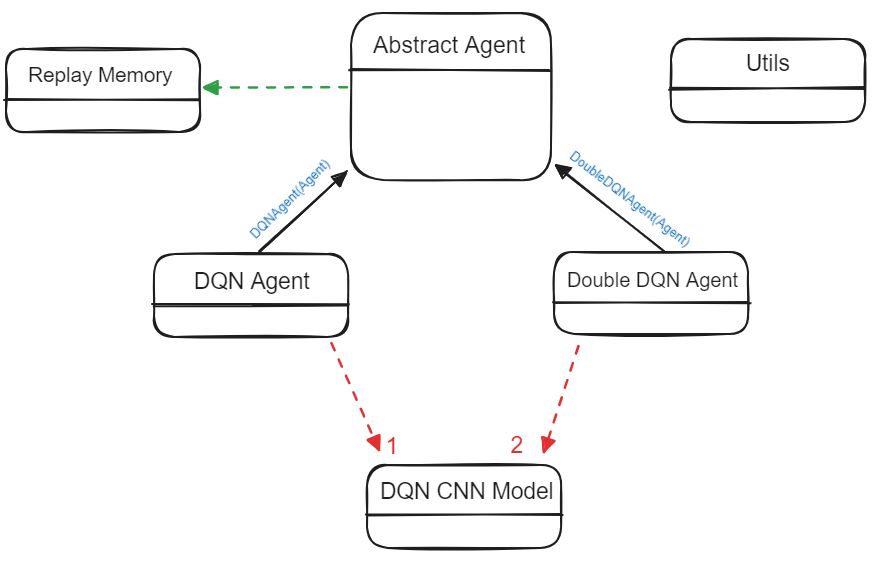 Abstract Agent
Replay Memory
Utils
DQNAgent(Agent)
DoubleDQNAgent(Agent)
DQN Agent
Double DQN Agent
1
2
DQN CNN Model